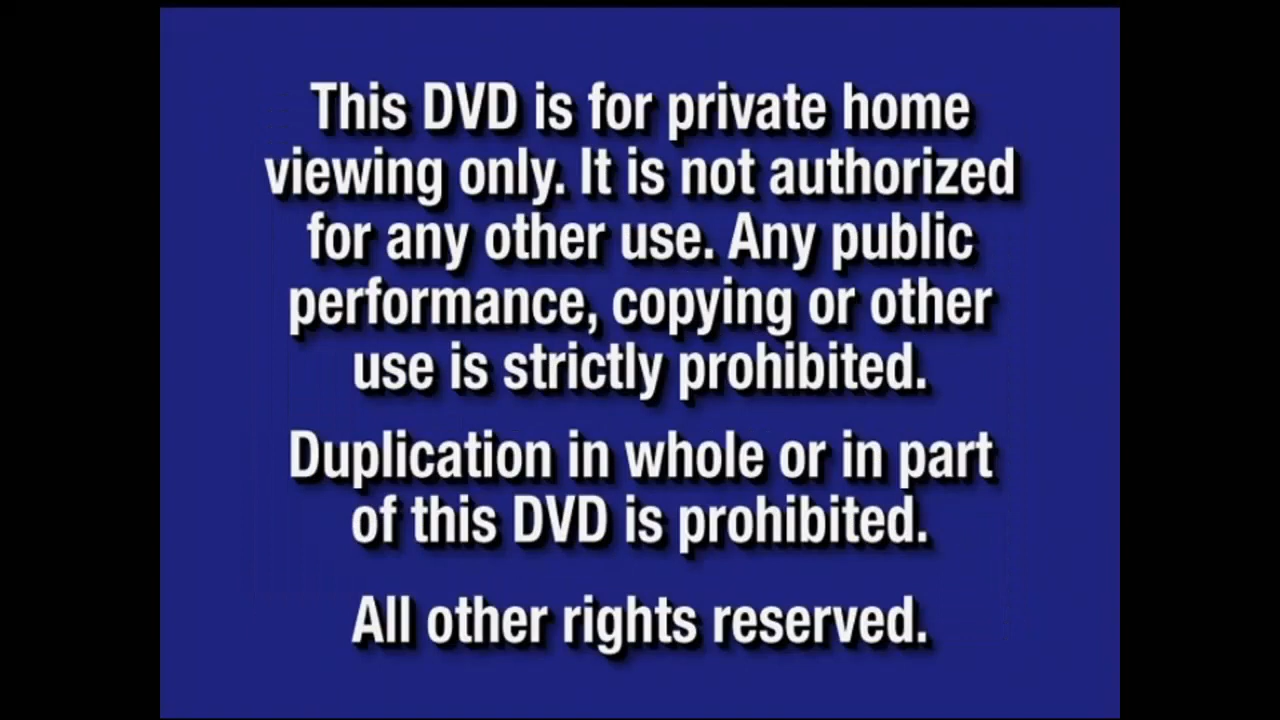 This DVD is for private home
viewing only. It is not authorized
for any other use. Any public
performance, copying or other
use is strictly prohibited.
Duplication in whole or in part
of this DVD is prohibited.
All other rights reserved.